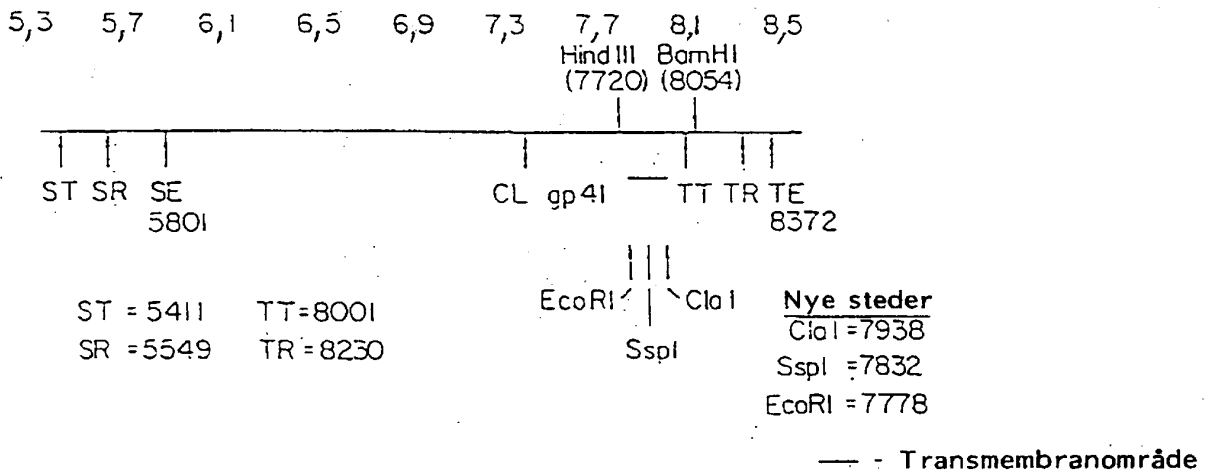 5,3 5,7 6,1 6,5 6,9 7,3 7,7 8,1 8,5
Hind III BamHI
(7720) (8054)
ST SR SE CL gp41 TT TR TE
5801 8372
EcoRI ClaI
SspI
ST = 5411 TT = 8001
SR = 5549 TR = 8230
Nye steder
ClaI = 7938
SspI = 7832
EcoRI = 7778
— - Transmembranområde